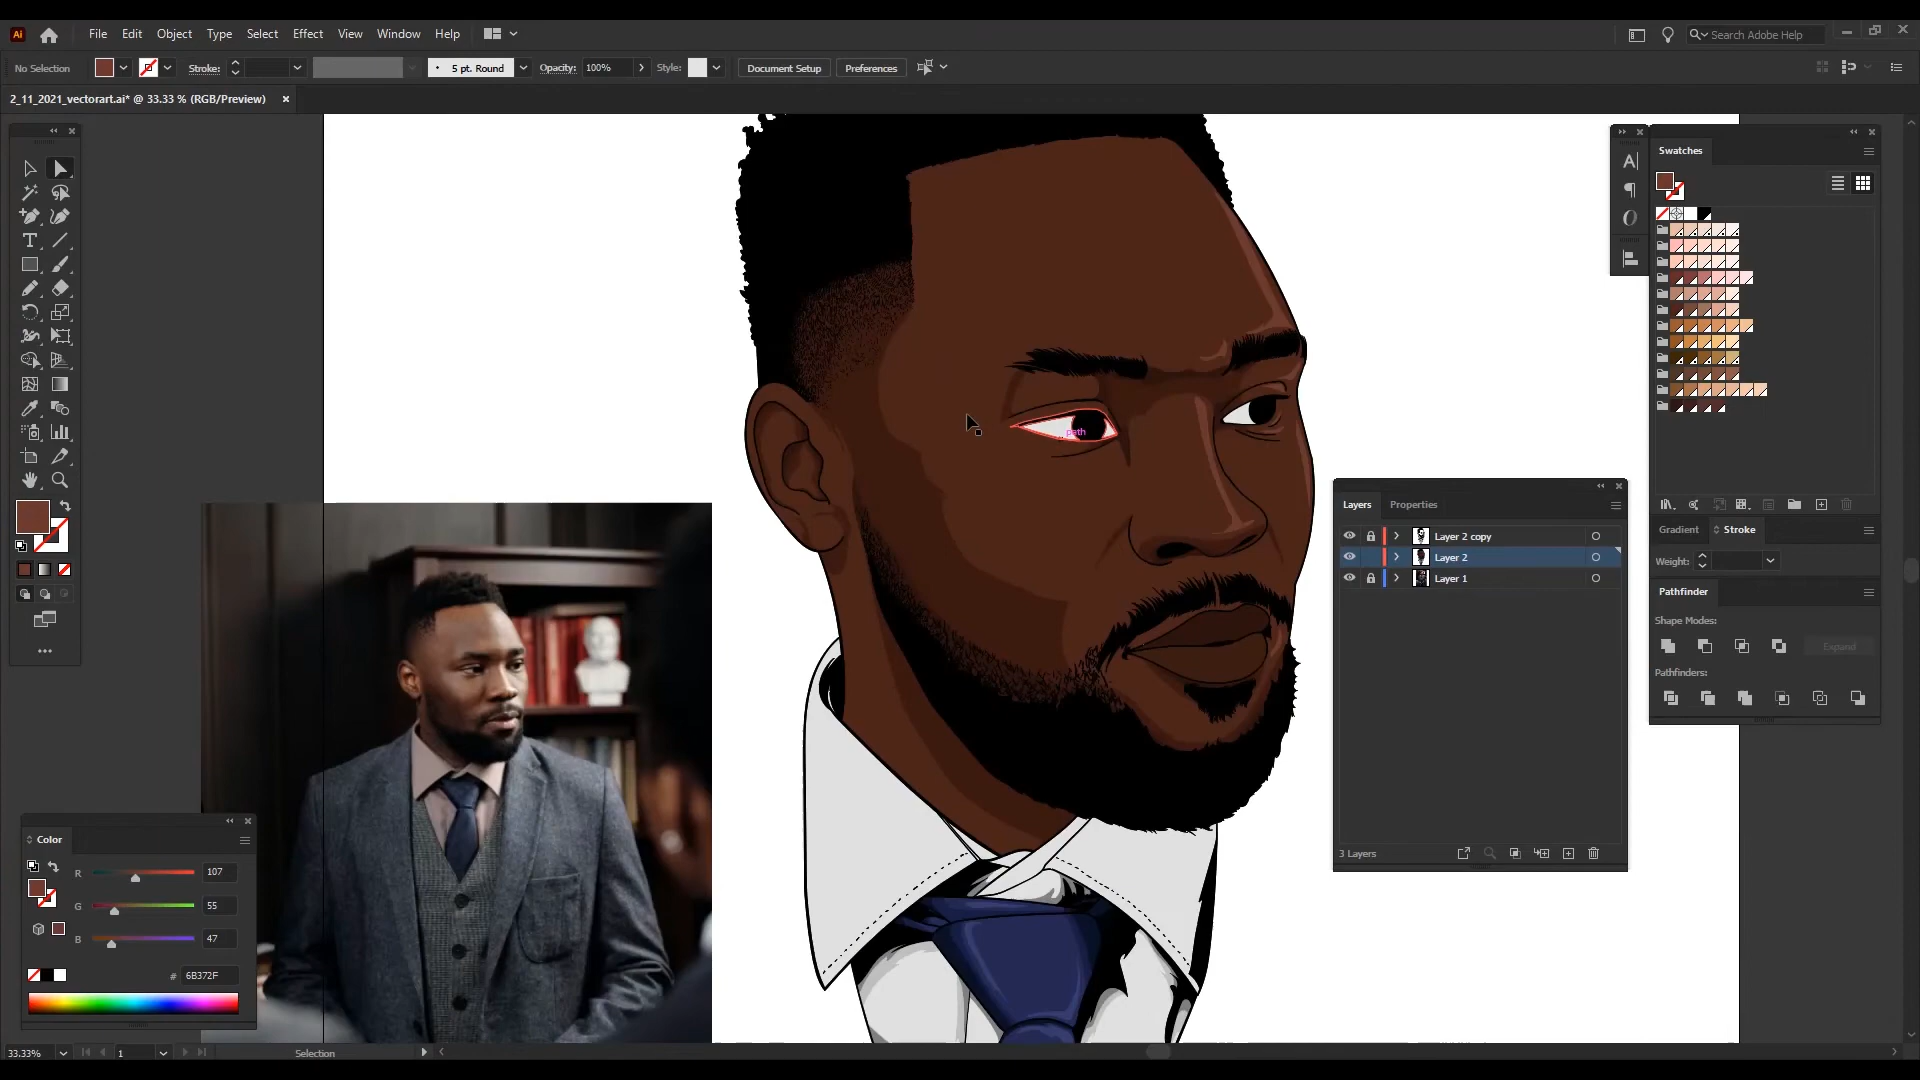 Ai File Edit Object Type Select Effect View Window Help Search Adobe Help
No Selection Stroke: 5 pt. Round Opacity: 100% Style: Document Setup Preferences
2_11_2021_vectorart.ai* @ 33.33 % (RGB/Preview)
Swatches
path
Layers Properties
Layer 2 copy
Layer 2
Layer 1
3 Layers
Gradient Stroke
Weight:
Pathfinder
Shape Modes:
Expand
Pathfinders:
Color
R 107
G 55
B 47
# 6B372F
33.33% 1 Selection